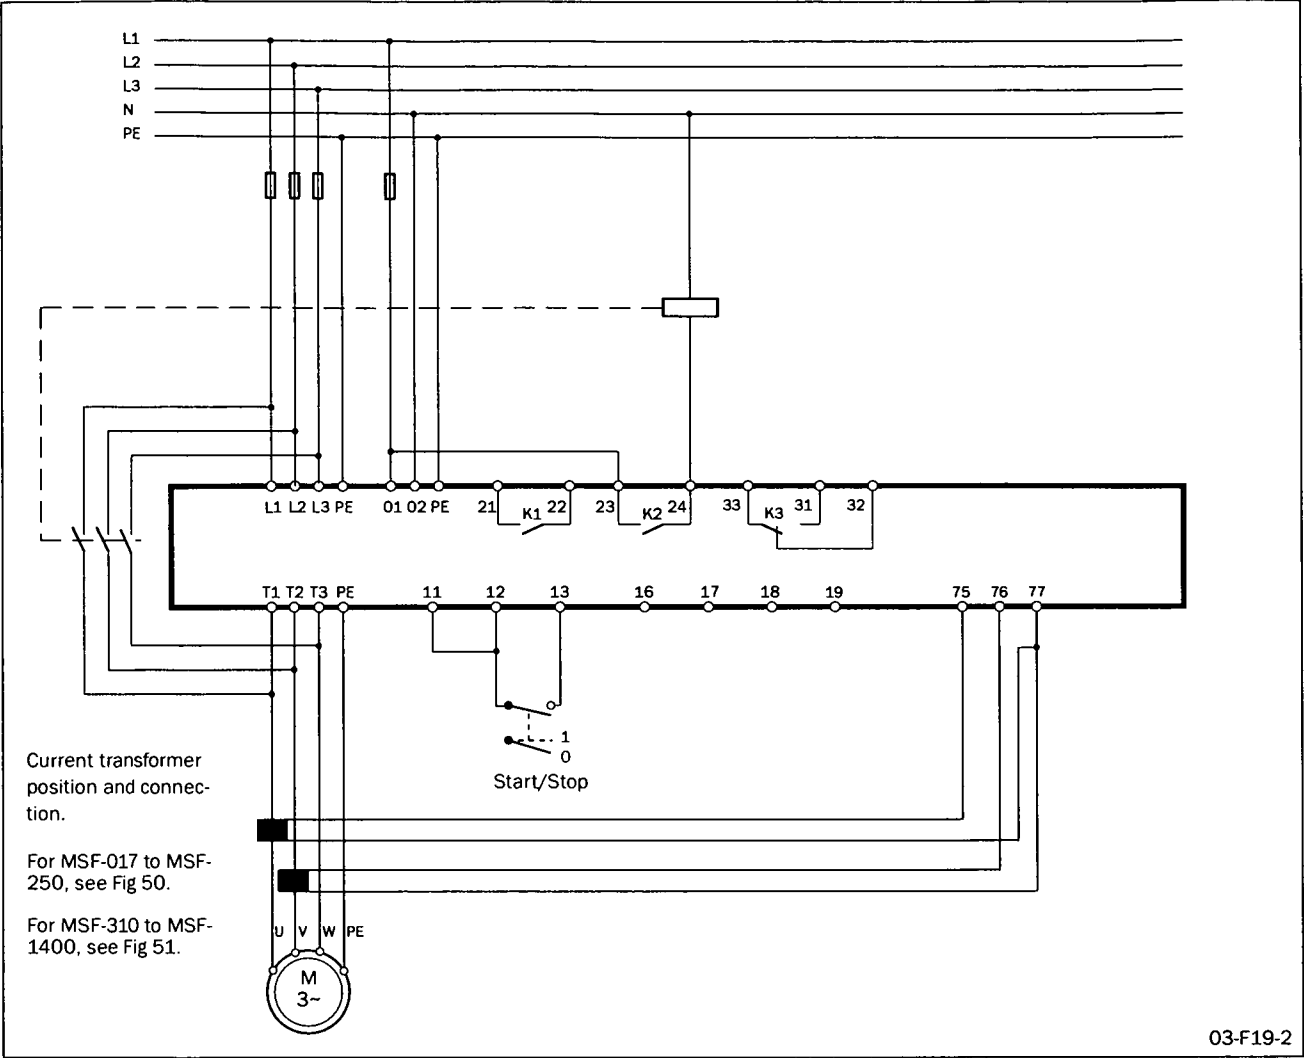 L1
L2
L3
N
PE
L1 L2 L3 PE 01 02 PE 21 22 23 24 33 31 32
K1 K2 K3
T1 T2 T3 PE 11 12 13 16 17 18 19 75 76 77
1
0
Start/Stop
Current transformer
position and connec-
tion.
For MSF-017 to MSF-
250, see Fig 50.
For MSF-310 to MSF-
1400, see Fig 51.
U V W PE
M
3~
03-F19-2